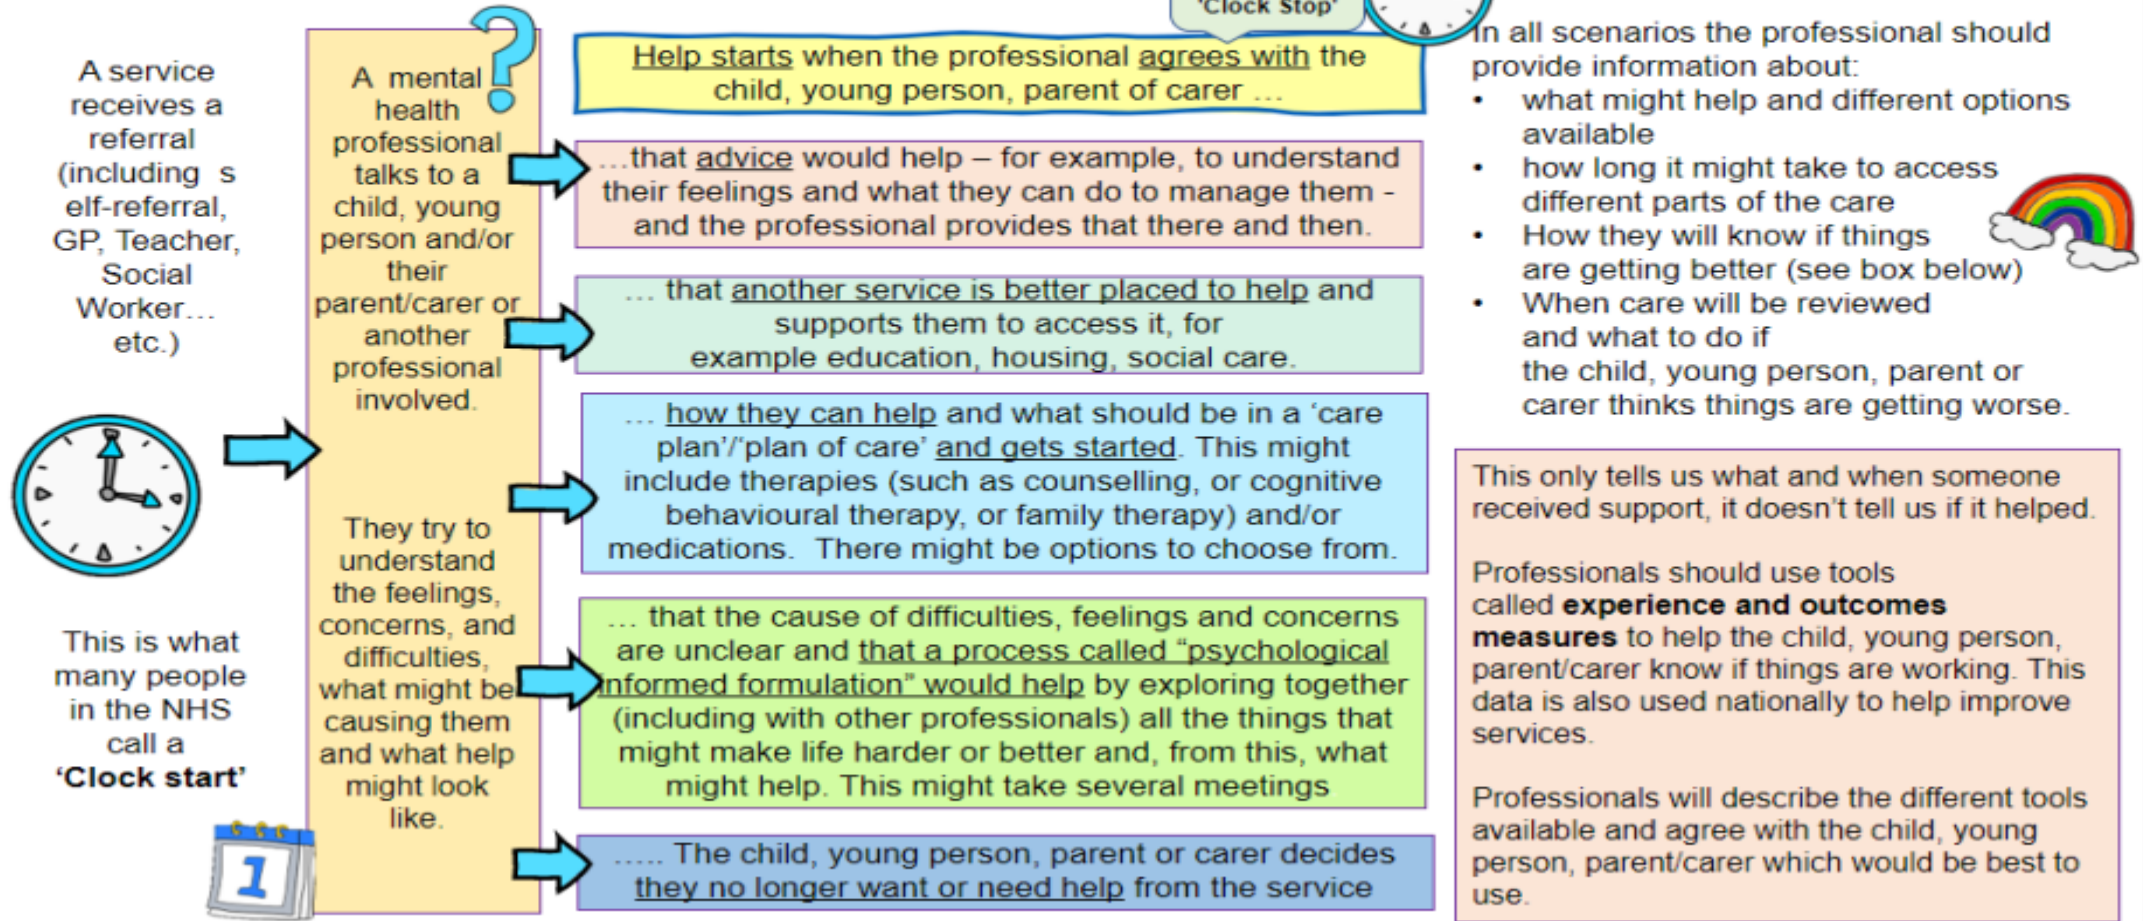 A service
receives a
referral
(including  s
elf-referral,
GP, Teacher,
Social
Worker…
etc.)
This is what
many people
in the NHS
call a
‘Clock start’
1
A  mental
health
professional
talks to a
child, young
person and/or
their
parent/carer or
another
professional
involved.
They try to
understand
the feelings,
concerns, and
difficulties,
what might be
causing them
and what help
might look
like.
‘Clock Stop’
Help starts when the professional agrees with the
child, young person, parent of carer …
…that advice would help – for example, to understand
their feelings and what they can do to manage them -
and the professional provides that there and then.
… that another service is better placed to help and
supports them to access it, for
example education, housing, social care.
… how they can help and what should be in a ‘care
plan’/‘plan of care’ and gets started. This might
include therapies (such as counselling, or cognitive
behavioural therapy, or family therapy) and/or
medications.  There might be options to choose from.
… that the cause of difficulties, feelings and concerns
are unclear and that a process called “psychological
informed formulation” would help by exploring together
(including with other professionals) all the things that
might make life harder or better and, from this, what
might help. This might take several meetings
….. The child, young person, parent or carer decides
they no longer want or need help from the service
In all scenarios the professional should
provide information about:
• what might help and different options
available
• how long it might take to access
different parts of the care
• How they will know if things
are getting better (see box below)
• When care will be reviewed
and what to do if
the child, young person, parent or
carer thinks things are getting worse.
This only tells us what and when someone
received support, it doesn’t tell us if it helped.
Professionals should use tools
called experience and outcomes
measures to help the child, young person,
parent/carer know if things are working. This
data is also used nationally to help improve
services.
Professionals will describe the different tools
available and agree with the child, young
person, parent/carer which would be best to
use.